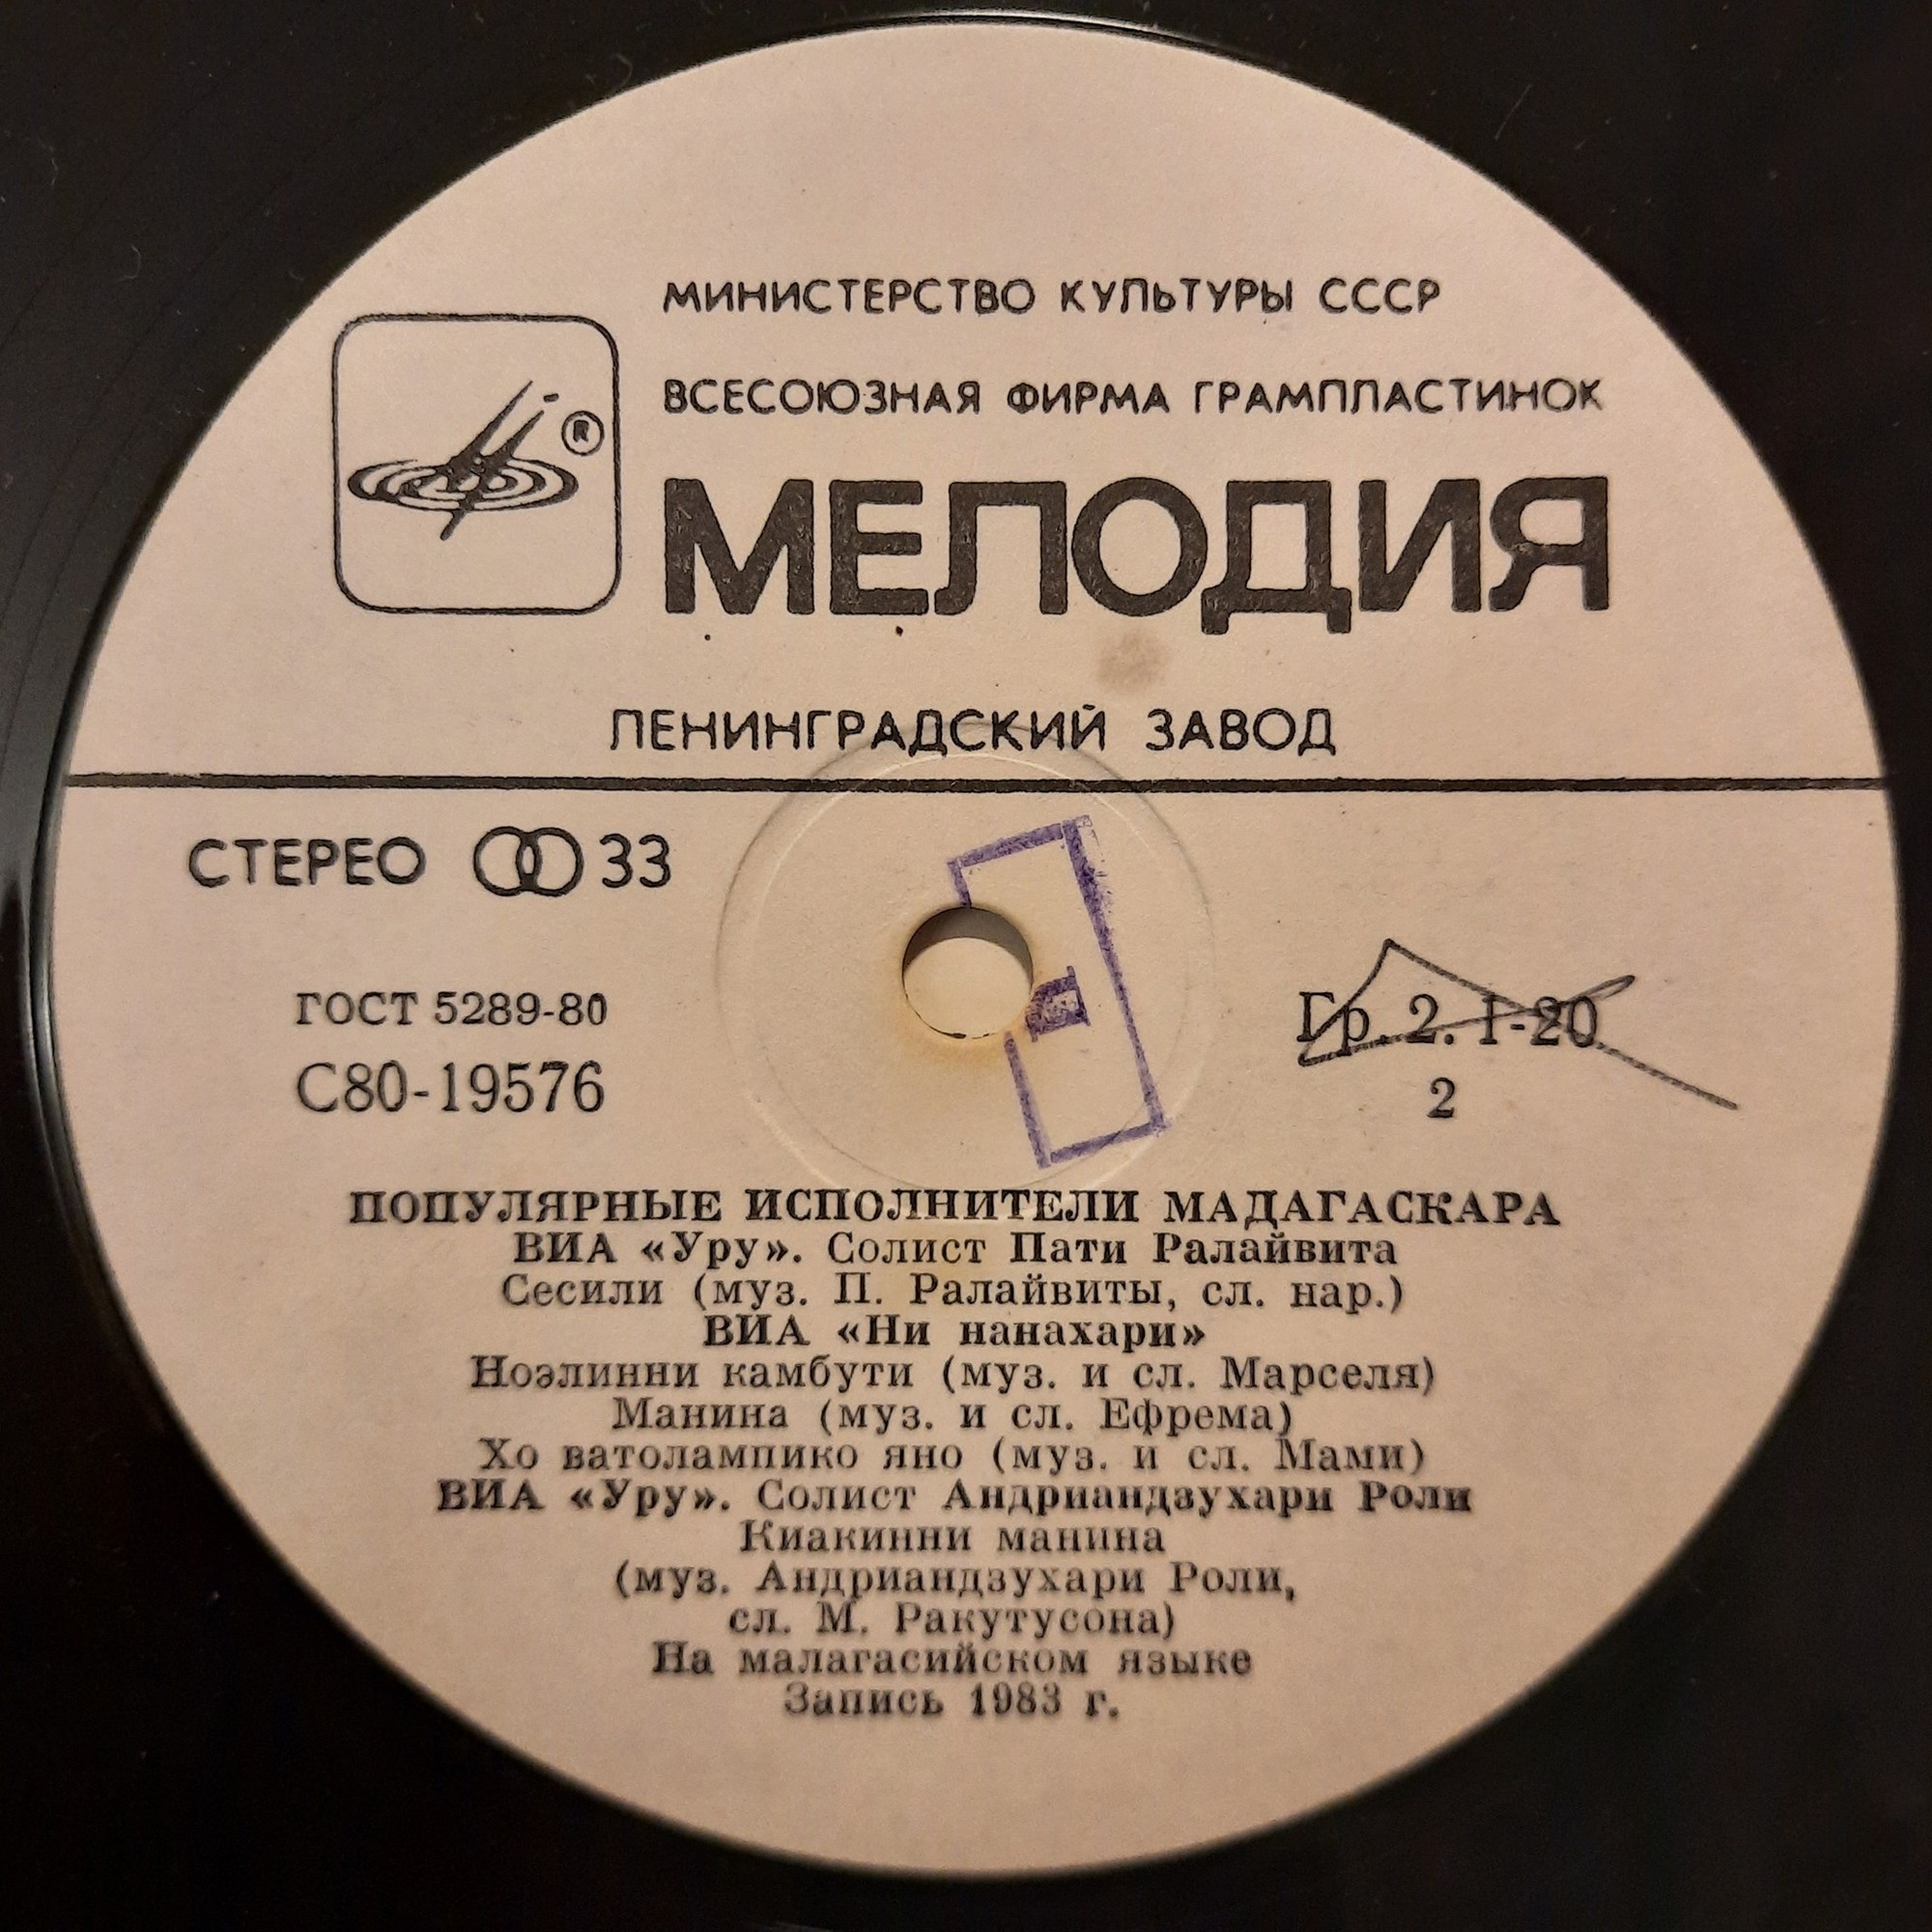 МИНИСТЕРСТВО КУЛЬТУРЫ СССР
ВСЕСОЮЗНАЯ ФИРМА ГРАМПЛАСТИНОК
®
МЕЛОДИЯ
ЛЕНИНГРАДСКИЙ ЗАВОД
СТЕРЕО 33
ГОСТ 5289-80
Гр. 2. 1-20
С80-19576
2
ПОПУЛЯРНЫЕ ИСПОЛНИТЕЛИ МАДАГАСКАРА
ВИА «Уру». Солист Пати Ралайвита
Сесили (муз. П. Ралайвиты, сл. нар.)
ВИА «Ни нанахари»
Ноэлинни камбути (муз. и сл. Марселя)
Манина (муз. и сл. Ефрема)
Хо ватолампико яно (муз. и сл. Мами)
ВИА «Уру». Солист Андриандзухари Роли
Киакинни манина
(муз. Андриандзухари Роли,
сл. М. Ракутусона)
На малагасийском языке
Запись 1983 г.